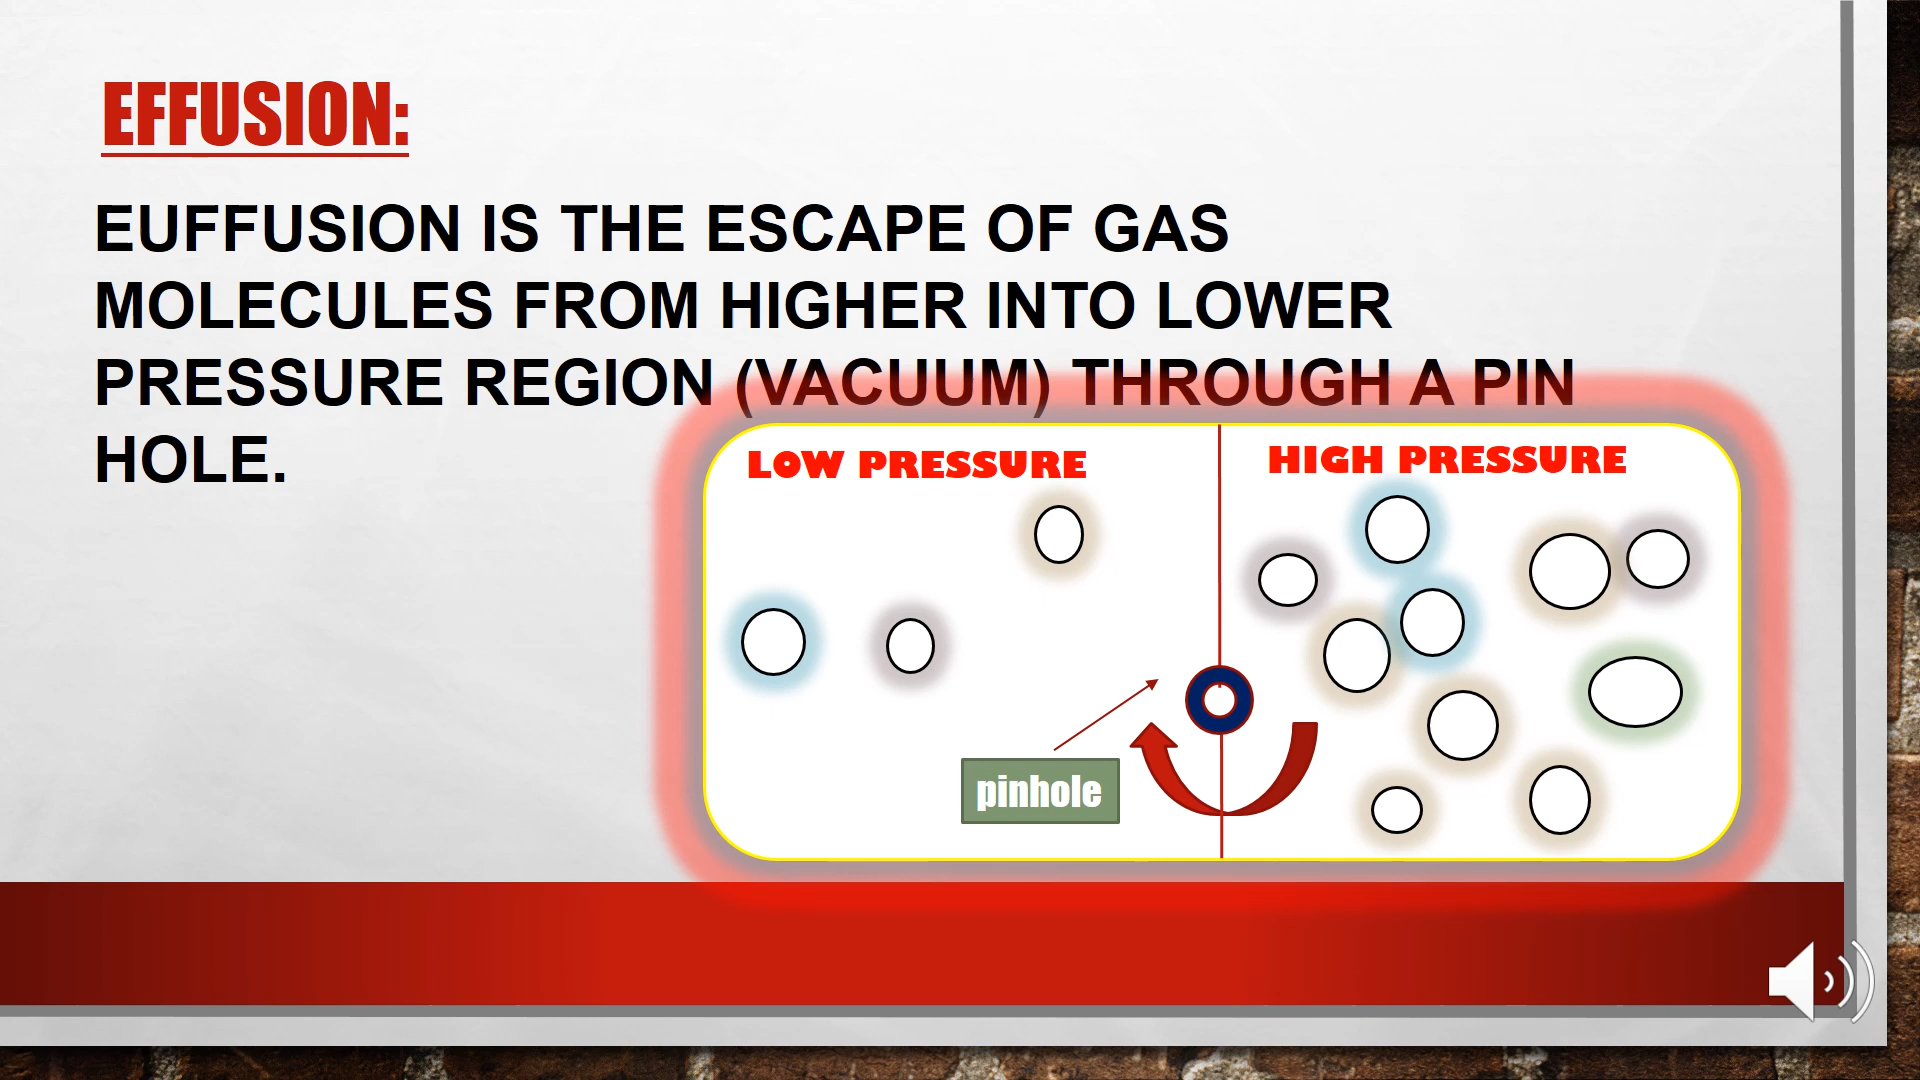 EFFUSION:
EUFFUSION IS THE ESCAPE OF GAS
MOLECULES FROM HIGHER INTO LOWER
PRESSURE REGION (VACUUM) THROUGH A PIN
HOLE.
LOW PRESSURE
HIGH PRESSURE
pinhole